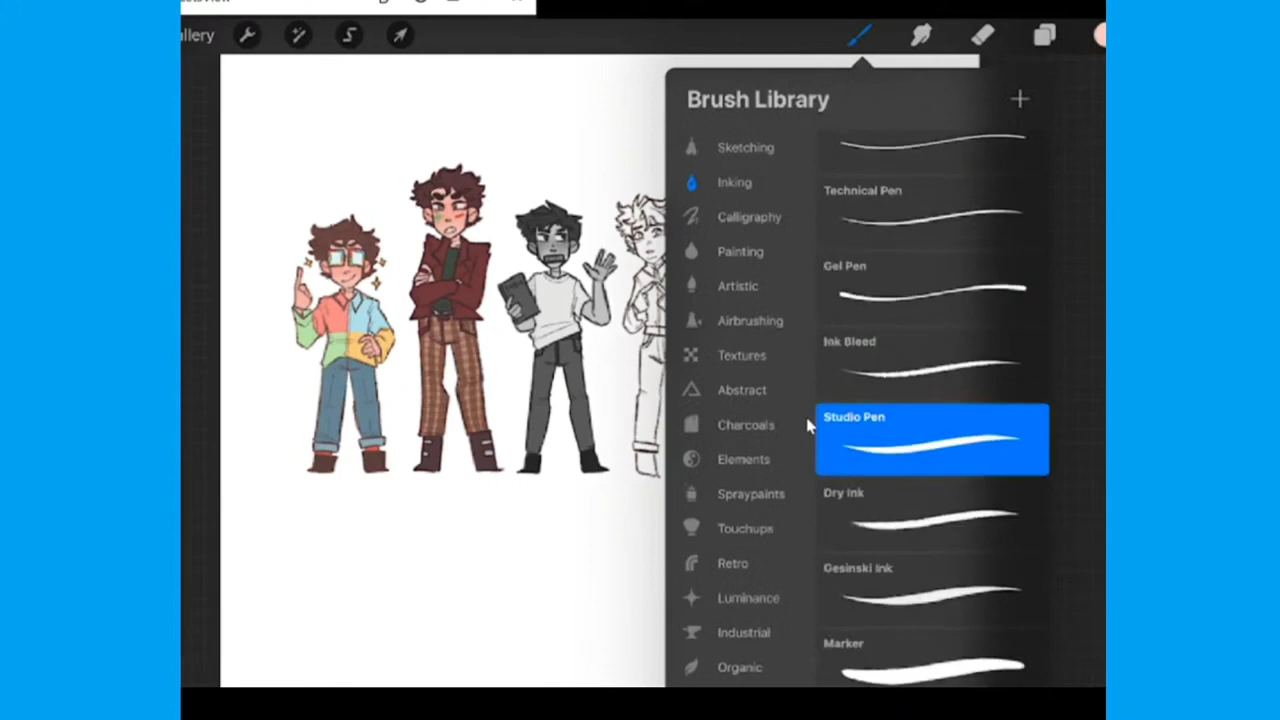 llery
Brush Library
Sketching
Inking
Calligraphy
Painting
Artistic
Airbrushing
Textures
Abstract
Charcoals
Elements
Spraypaints
Touchups
Retro
Luminance
Industrial
Organic
Technical Pen
Gel Pen
Ink Bleed
Studio Pen
Dry Ink
Gesinski Ink
Marker